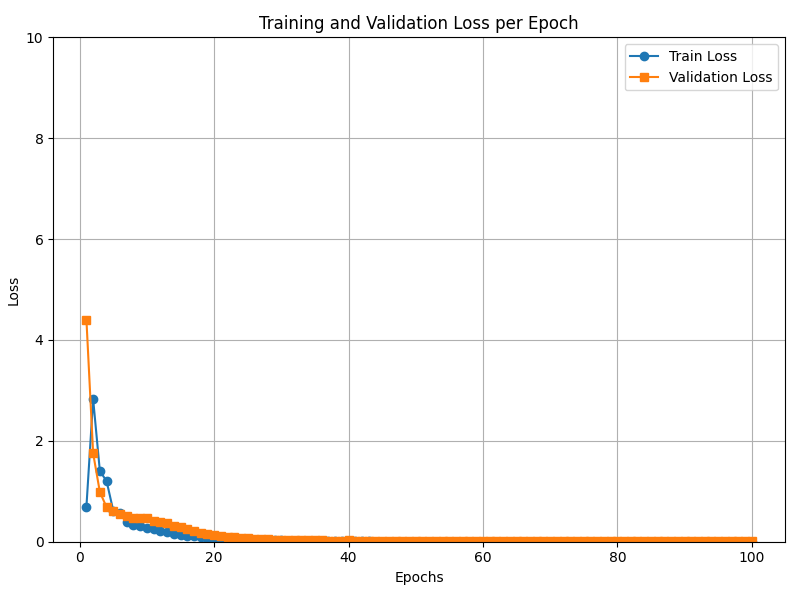 Training and Validation Loss per Epoch
Train Loss
Validation Loss
10
8
6
4
2
0
Loss
0 20 40 60 80 100
Epochs